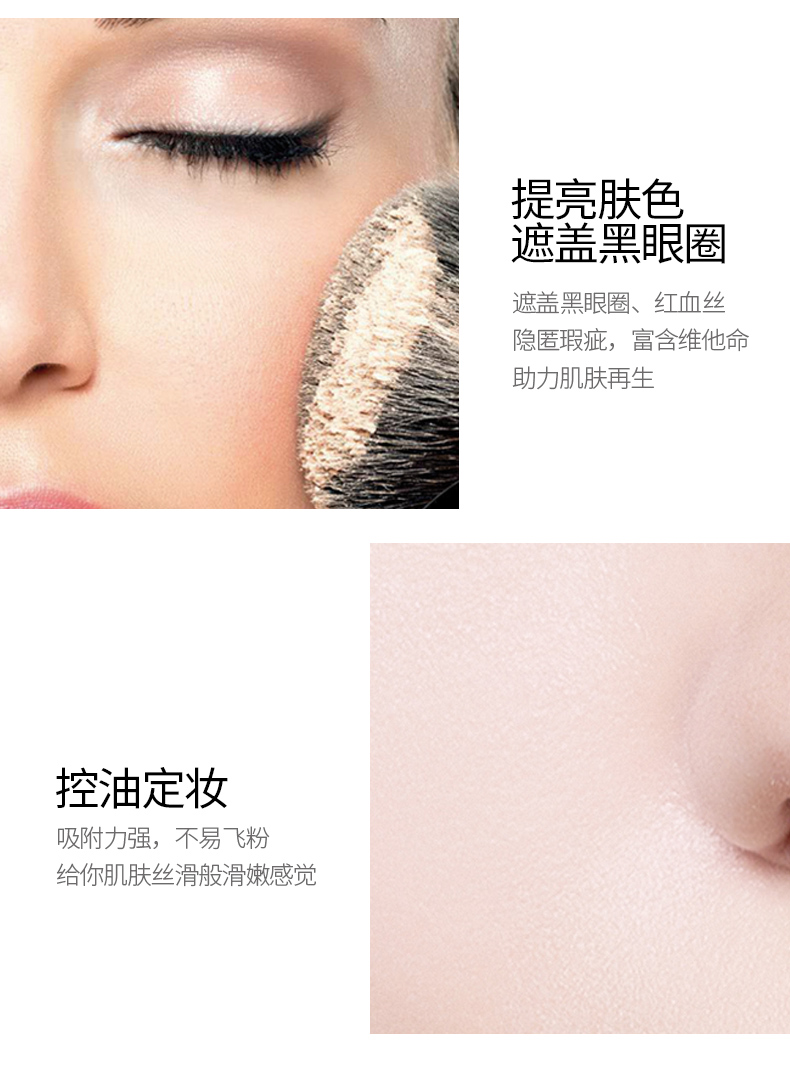 提亮肤色
遮盖黑眼圈
遮盖黑眼圈、红血丝
隐匿瑕疵，富含维他命
助力肌肤再生
控油定妆
吸附力强，不易飞粉
给你肌肤丝滑般滑嫩感觉